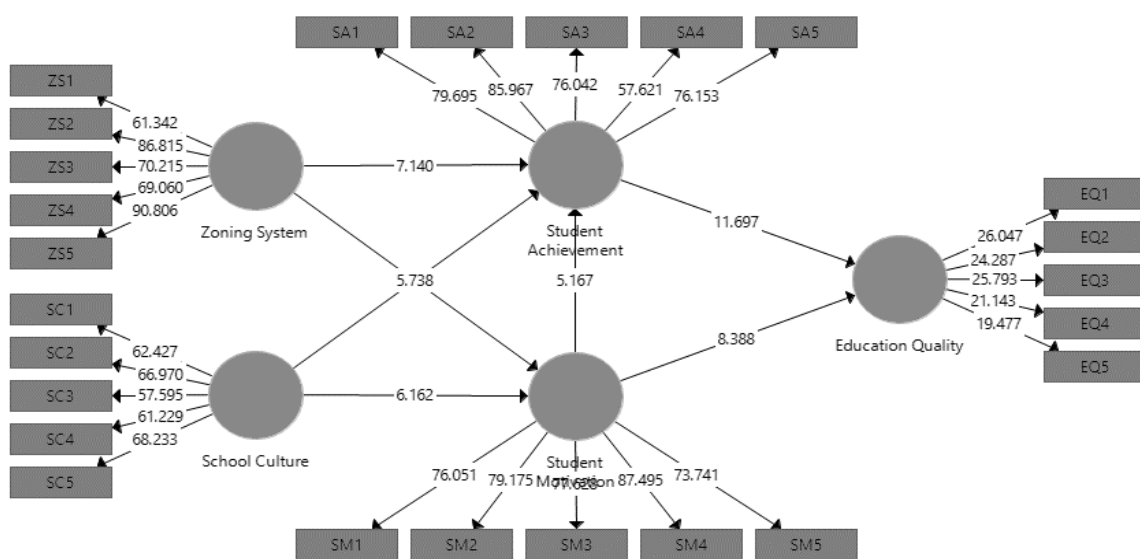 SA1
SA2
SA3
SA4
SA5
79.695
85.967
76.042
57.621
76.153
ZS1
ZS2
ZS3
ZS4
ZS5
61.342
86.815
70.215
69.060
90.806
Zoning System
7.140
Student
Achievement
5.738
5.167
11.697
8.388
SC1
SC2
SC3
SC4
SC5
62.427
66.970
57.595
61.229
68.233
School Culture
6.162
Student
Motivation
76.051
79.175
77.628
87.495
73.741
SM1
SM2
SM3
SM4
SM5
Education Quality
26.047
24.287
25.793
21.143
19.477
EQ1
EQ2
EQ3
EQ4
EQ5